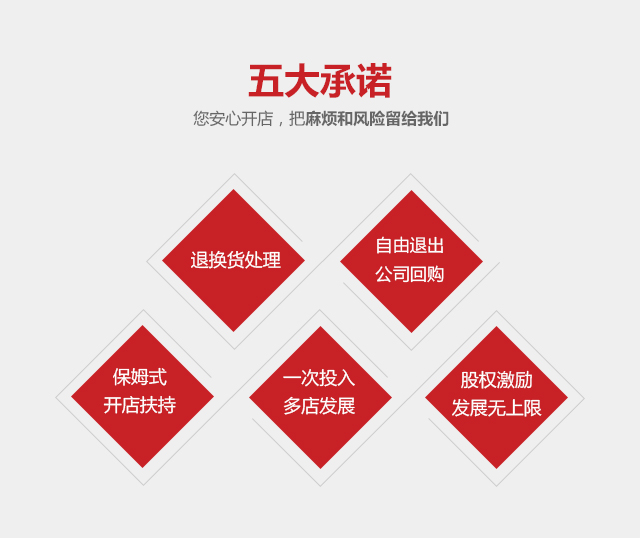 五大承诺
您安心开店，把麻烦和风险留给我们
退换货处理
自由退出
公司回购
保姆式
开店扶持
一次投入
多店发展
股权激励
发展无上限